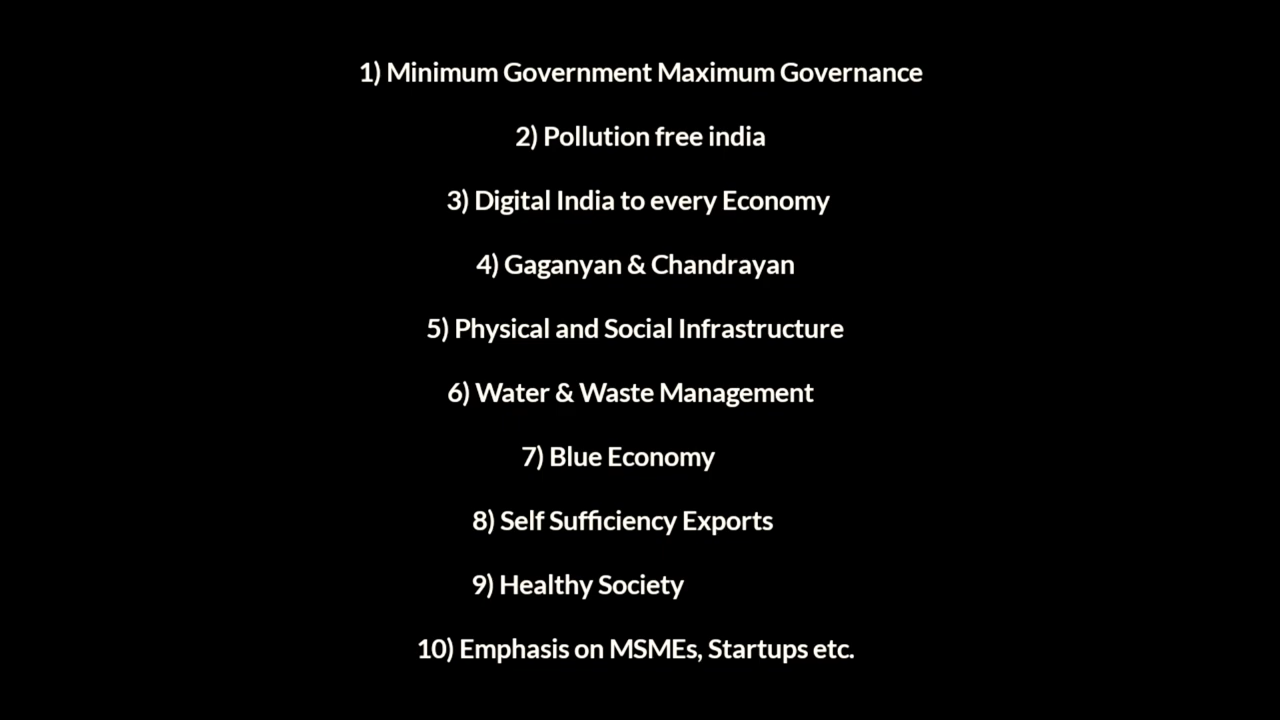 1) Minimum Government Maximum Governance
2) Pollution free india
3) Digital India to every Economy
4) Gaganyan & Chandrayan
5) Physical and Social Infrastructure
6) Water & Waste Management
7) Blue Economy
8) Self Sufficiency Exports
9) Healthy Society
10) Emphasis on MSMEs, Startups etc.